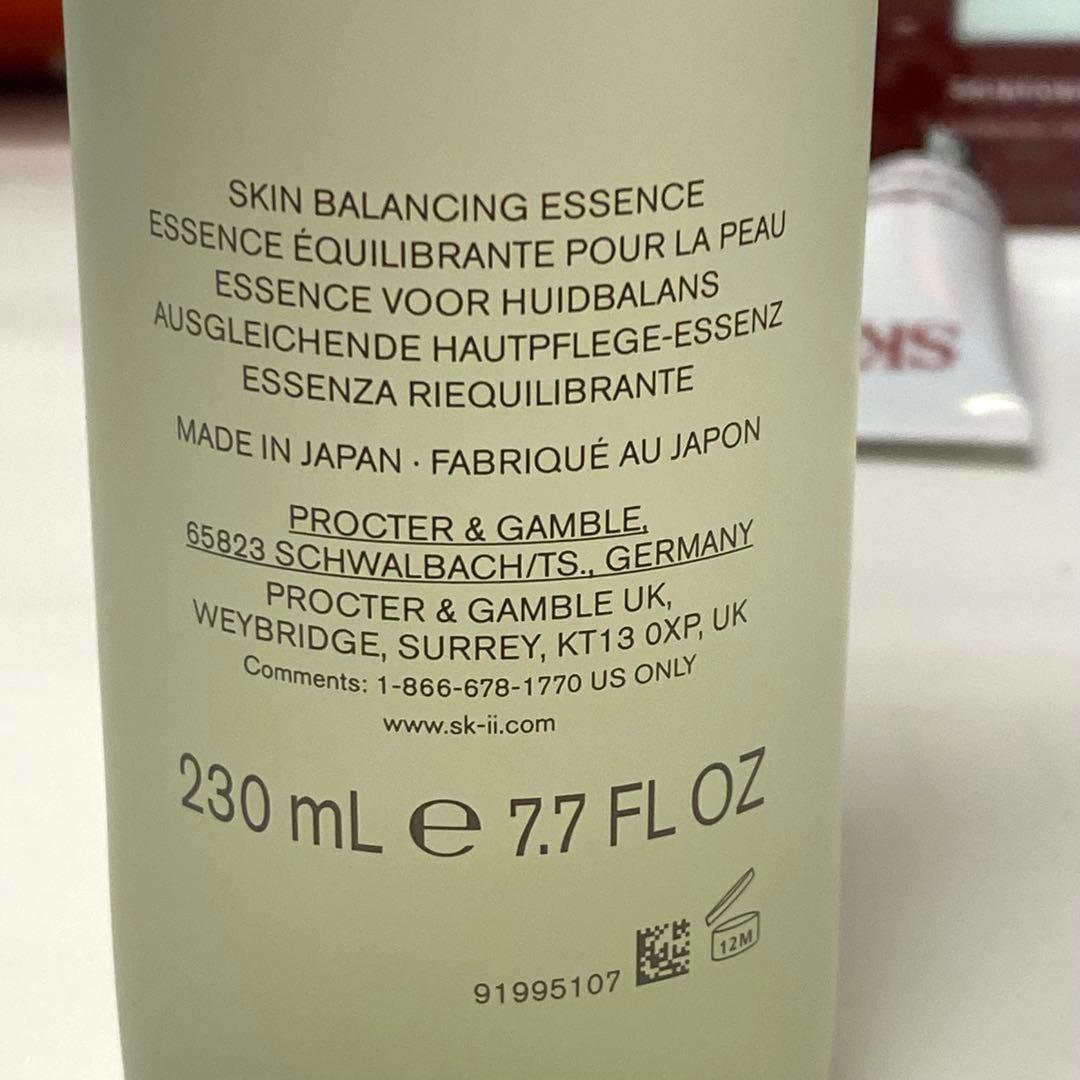 SKIN BALANCING ESSENCE
ESSENCE ÉQUILIBRANTE POUR LA PEAU
ESSENCE VOOR HUIDBALANS
AUSGLEICHENDE HAUTPFLEGE-ESSENZ
ESSENZA RIEQUILIBRANTE
MADE IN JAPAN · FABRIQUÉ AU JAPON
PROCTER & GAMBLE,
65823 SCHWALBACH/TS., GERMANY
PROCTER & GAMBLE UK,
WEYBRIDGE, SURREY, KT13 0XP, UK
Comments: 1-866-678-1770 US ONLY
www.sk-ii.com
230 mL ℮ 7.7 FL OZ
12M
91995107
SK